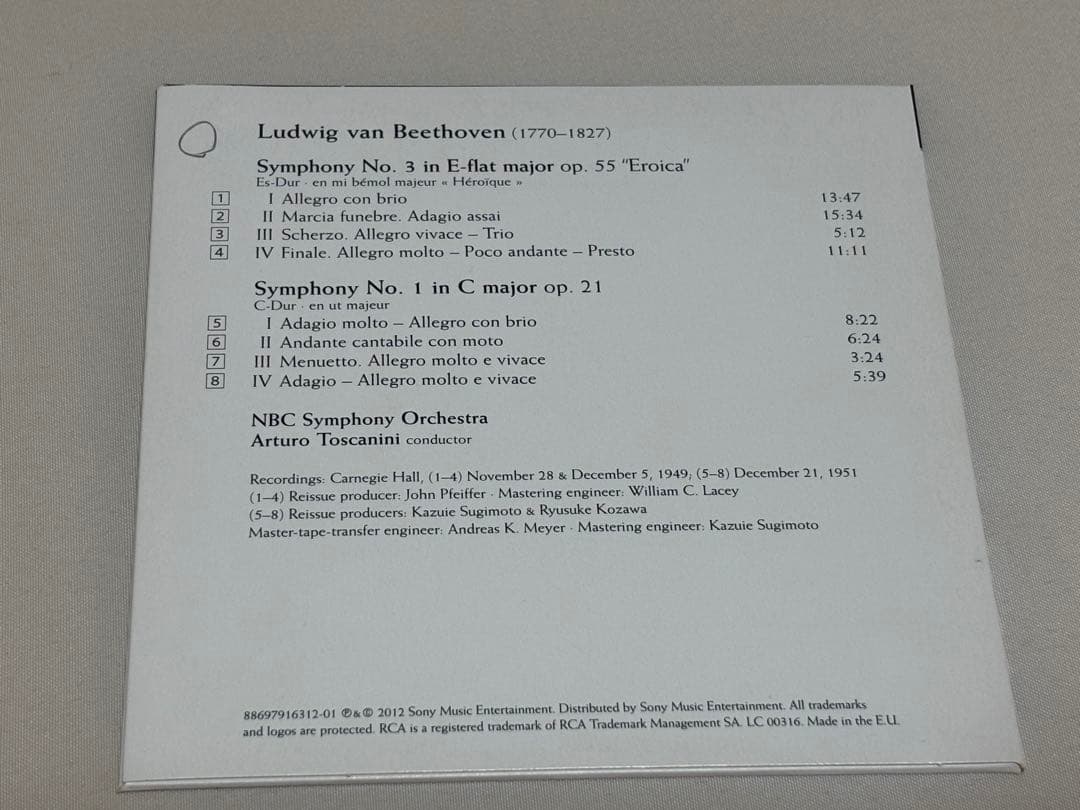 Ludwig van Beethoven (1770–1827)
Symphony No. 3 in E-flat major op. 55 "Eroica"
Es-Dur · en mi bémol majeur « Héroïque »
1 I Allegro con brio 13:47
2 II Marcia funebre. Adagio assai 15:34
3 III Scherzo. Allegro vivace – Trio 5:12
4 IV Finale. Allegro molto – Poco andante – Presto 11:11
Symphony No. 1 in C major op. 21
C-Dur · en ut majeur
5 I Adagio molto – Allegro con brio 8:22
6 II Andante cantabile con moto 6:24
7 III Menuetto. Allegro molto e vivace 3:24
8 IV Adagio – Allegro molto e vivace 5:39
NBC Symphony Orchestra
Arturo Toscanini conductor
Recordings: Carnegie Hall, (1–4) November 28 & December 5, 1949; (5–8) December 21, 1951
(1–4) Reissue producer: John Pfeiffer · Mastering engineer: William C. Lacey
(5–8) Reissue producers: Kazuie Sugimoto & Ryusuke Kozawa
Master-tape-transfer engineer: Andreas K. Meyer · Mastering engineer: Kazuie Sugimoto
88697916312-01 ℗ & © 2012 Sony Music Entertainment. Distributed by Sony Music Entertainment. All trademarks
and logos are protected. RCA is a registered trademark of RCA Trademark Management SA. LC 00316. Made in the E.U.